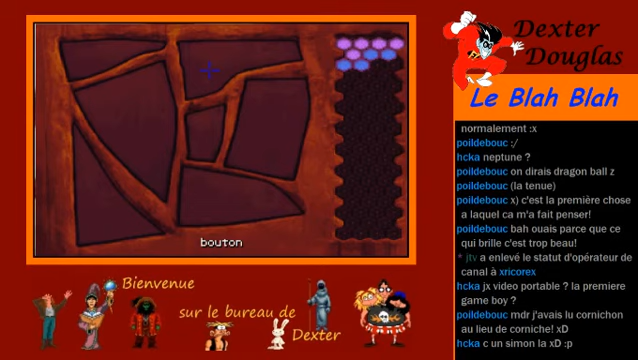 Dexter
Douglas
Le Blah Blah
normalement :x
poildebouc :/
hcka neptune ?
poildebouc on dirais dragon ball z
poildebouc (la tenue)
poildebouc x) c'est la première chose
a laquel ca m'a fait penser!
poildebouc bah ouais parce que ce
qui brille c'est trop beau!
* jtv a enlevé le statut d'opérateur de
canal à xricorex
hcka jx video portable ? la premiere
game boy ?
poildebouc mdr j'avais lu cornichon
au lieu de corniche! xD
hcka c un simon la xD :p
bouton
Bienvenue
sur le bureau de
Dexter